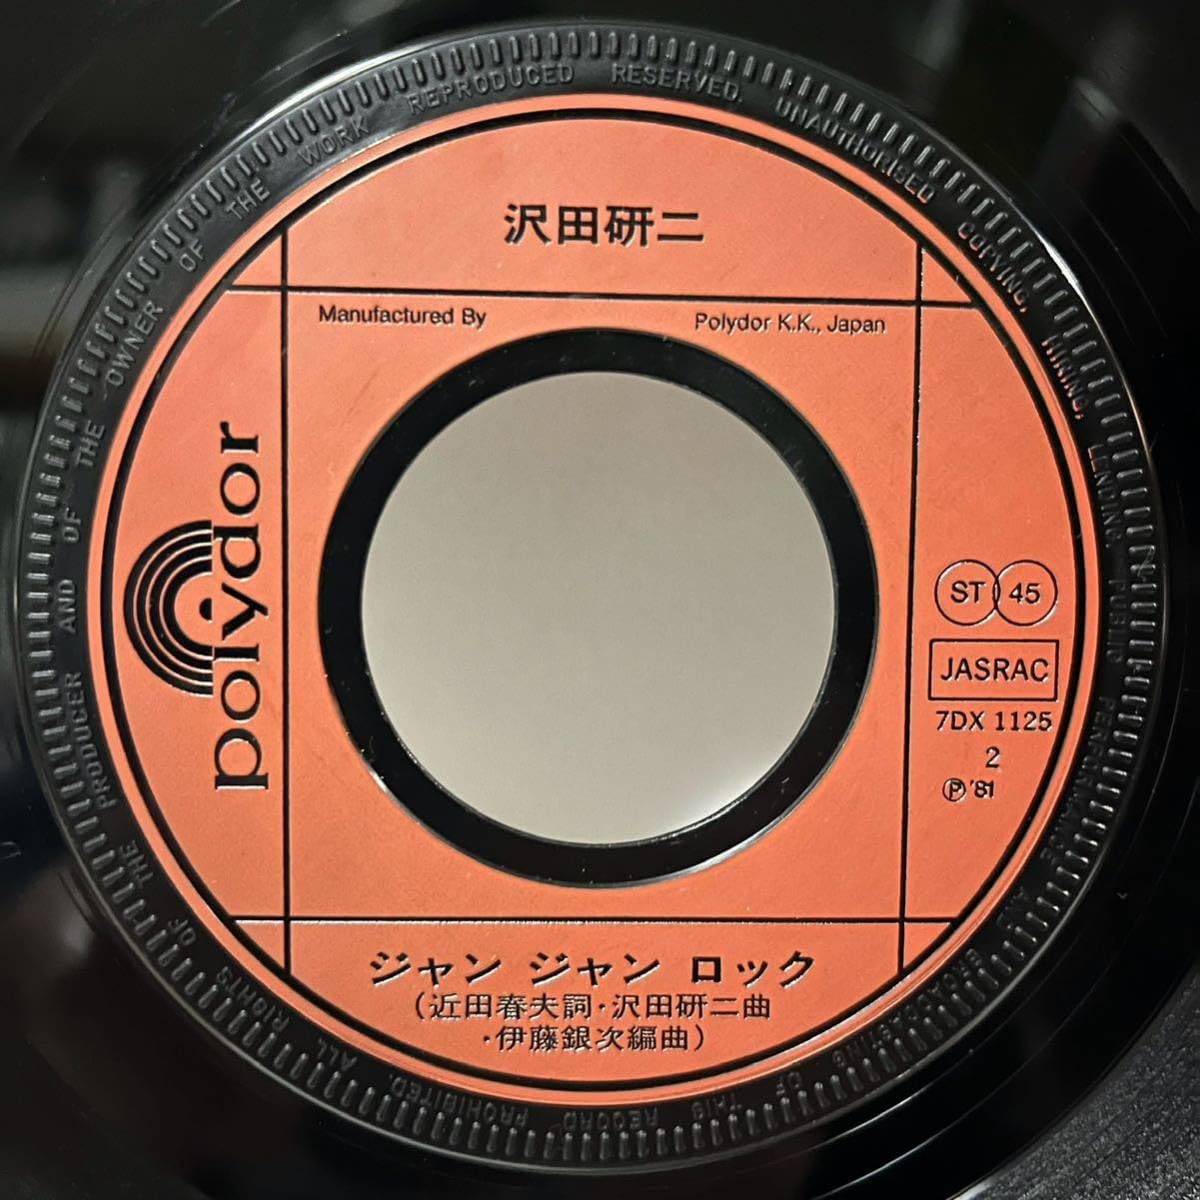 沢田研二
Manufactured By Polydor K.K., Japan
polydor
ST 45
JASRAC
7DX 1125
2
Ⓟ'81
ジャン ジャン ロック
(近田春夫詞・沢田研二曲
・伊藤銀次編曲)
ALL RIGHTS OF THE PRODUCER AND OF THE OWNER OF THE WORK REPRODUCED RESERVED. UNAUTHORISED COPYING, HIRING, LENDING, PUBLIC PERFORMANCE AND BROADCASTING OF THIS RECORD PROHIBITED.